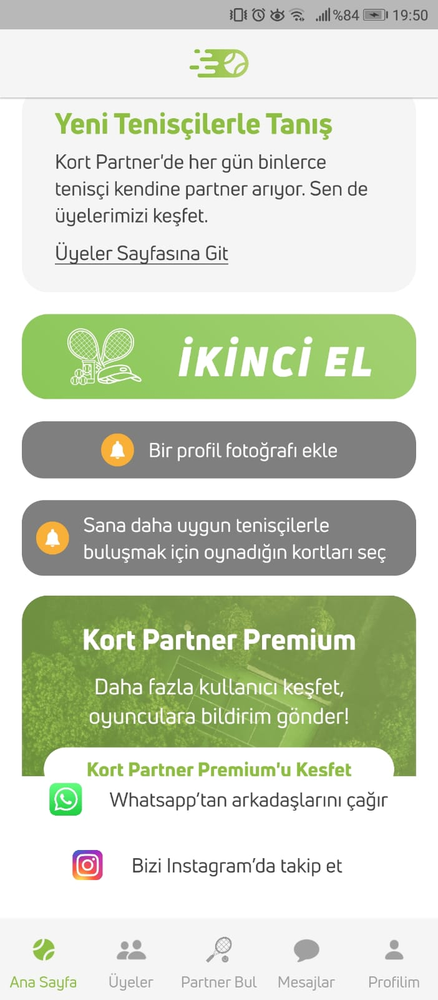 %84 19:50
Yeni Tenisçilerle Tanış
Kort Partner'de her gün binlerce
tenisçi kendine partner arıyor. Sen de
üyelerimizi keşfet.
Üyeler Sayfasına Git
İKİNCİ EL
Bir profil fotoğrafı ekle
Sana daha uygun tenisçilerle
buluşmak için oynadığın kortları seç
Kort Partner Premium
Daha fazla kullanıcı keşfet,
oyunculara bildirim gönder!
Kort Partner Premium'u Keşfet
Whatsapp’tan arkadaşlarını çağır
Bizi Instagram’da takip et
Ana Sayfa
Üyeler
Partner Bul
Mesajlar
Profilim